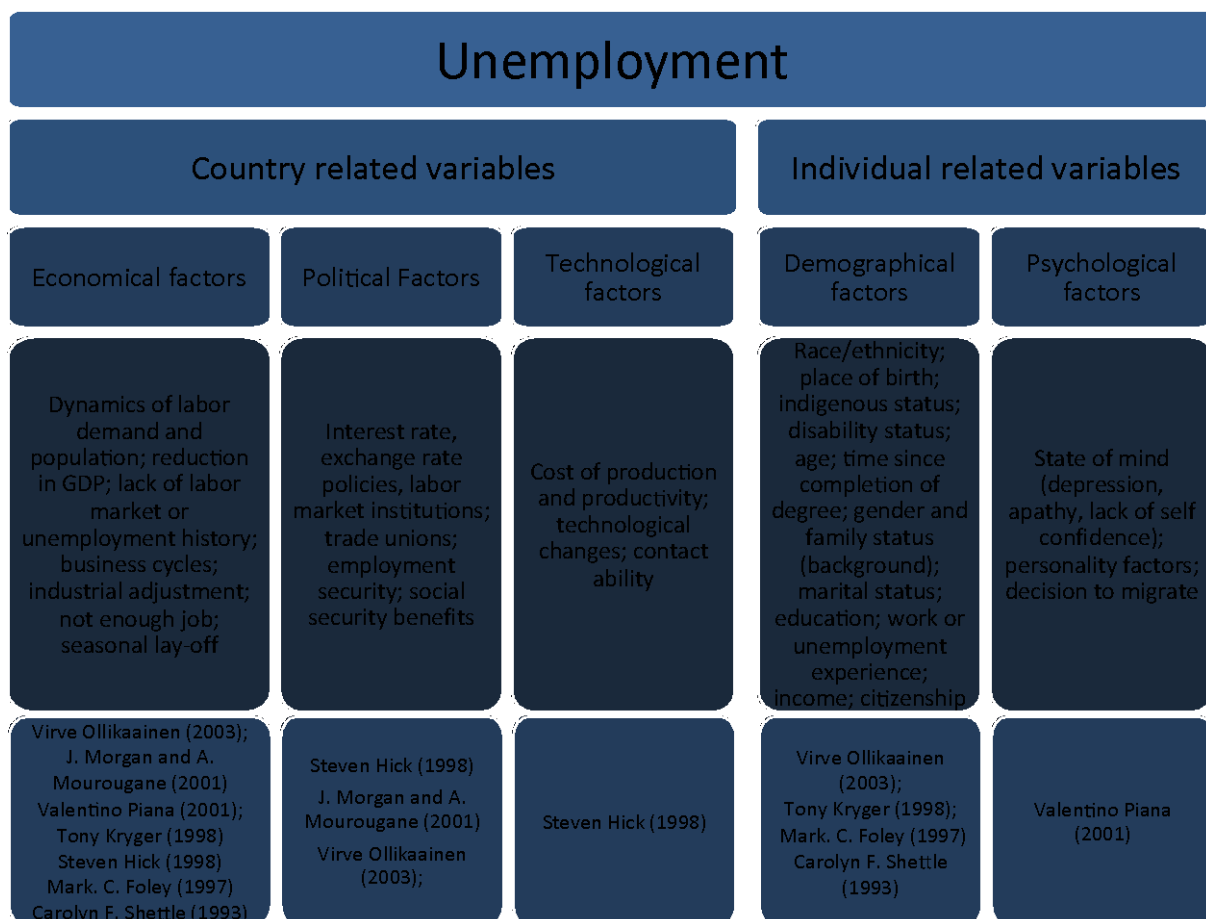 Unemployment
Country related variables
Individual related variables
Economical factors
Political Factors
Technological
factors
Demographical
factors
Psychological
factors
Dynamics of labor
demand and
population; reduction
in GDP; lack of labor
market or
unemployment history;
business cycles;
industrial adjustment;
not enough job;
seasonal lay-off
Interest rate,
exchange rate
policies, labor
market institutions;
trade unions;
employment
security; social
security benefits
Cost of production
and productivity;
technological
changes; contact
ability
Race/ethnicity;
place of birth;
indigenous status;
disability status;
age; time since
completion of
degree; gender and
family status
(background);
marital status;
education; work or
unemployment
experience;
income; citizenship
State of mind
(depression,
apathy, lack of self
confidence);
personality factors;
decision to migrate
Virve Ollikaainen (2003);
J. Morgan and A.
Mourougane (2001)
Valentino Piana (2001);
Tony Kryger (1998)
Steven Hick (1998)
Mark. C. Foley (1997)
Carolyn F. Shettle (1993)
Steven Hick (1998)
J. Morgan and A.
Mourougane (2001)
Virve Ollikaainen
(2003);
Steven Hick (1998)
Virve Ollikaainen
(2003);
Tony Kryger (1998);
Mark. C. Foley (1997)
Carolyn F. Shettle
(1993)
Valentino Piana
(2001)